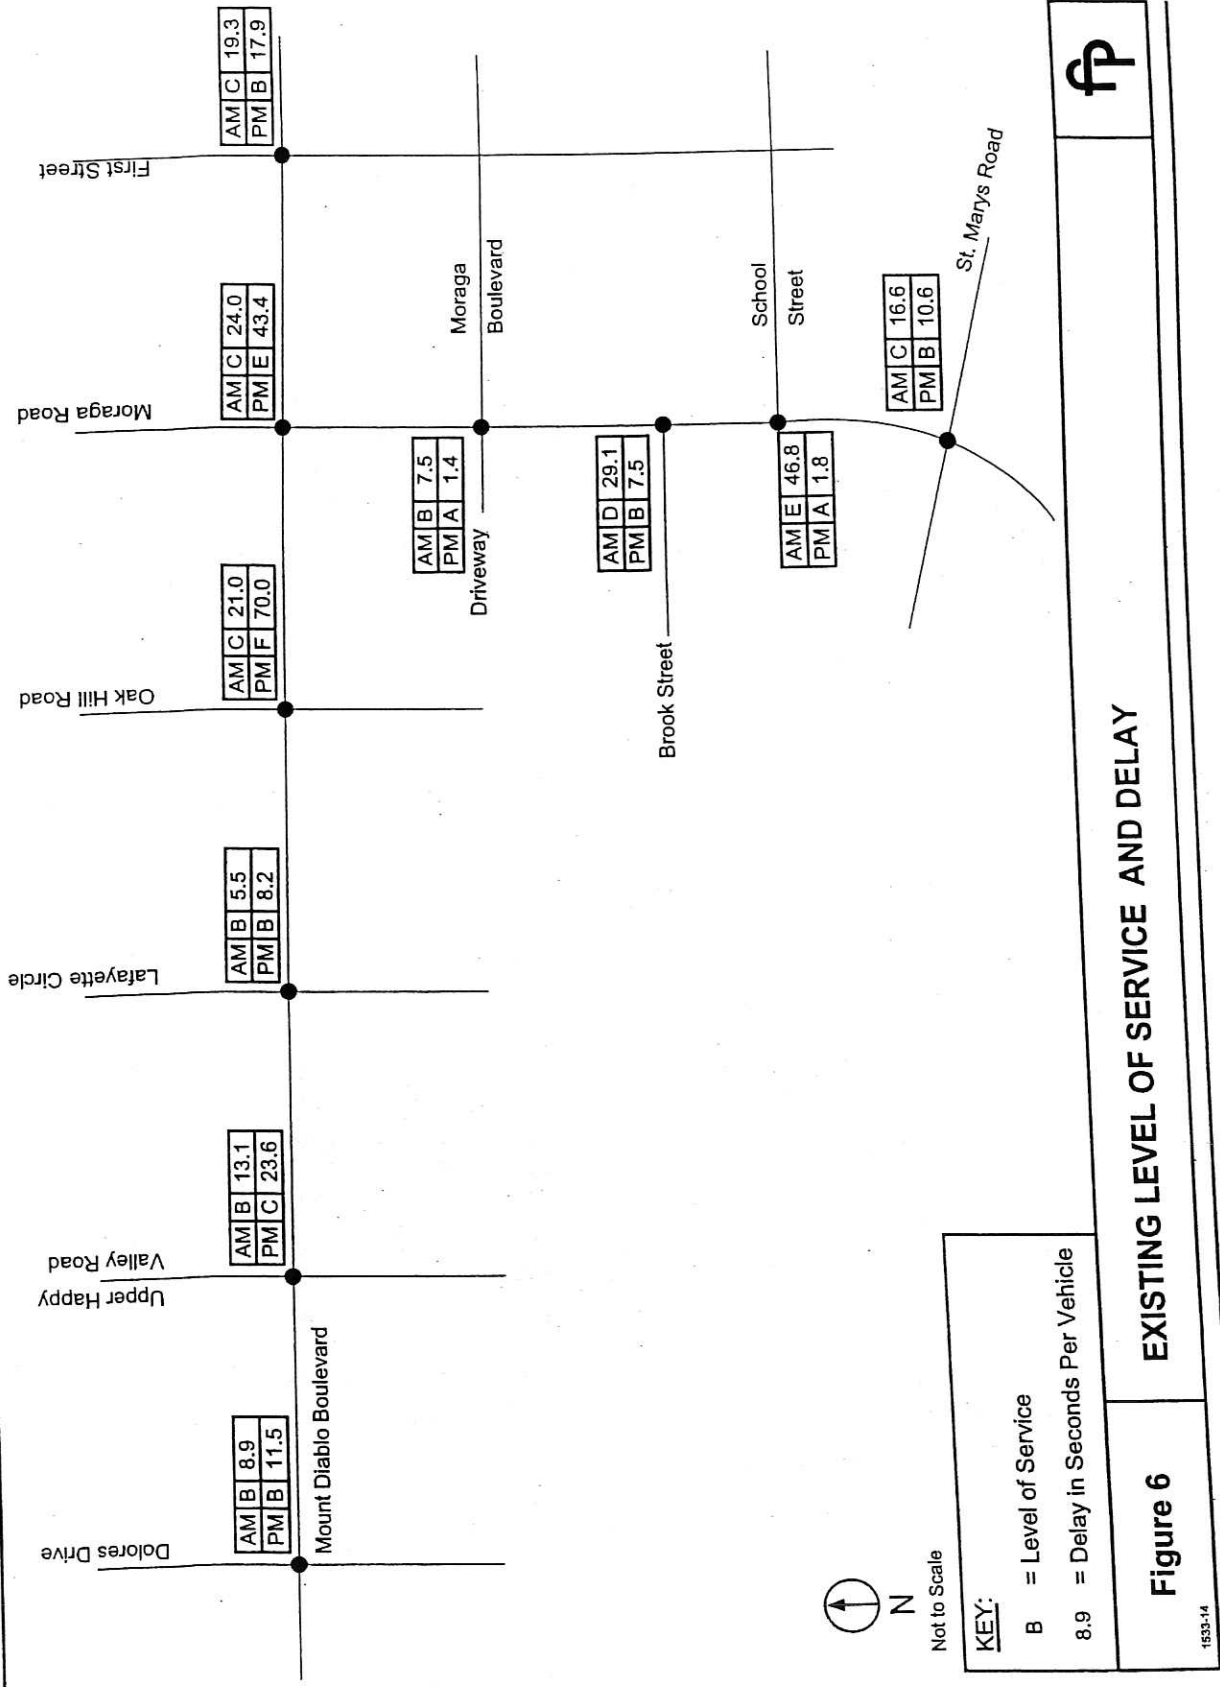 Dolores Drive
AM B 8.9
PM B 11.5
Mount Diablo Boulevard
Upper Happy
Valley Road
AM B 13.1
PM C 23.6
Lafayette Circle
AM B 5.5
PM B 8.2
Oak Hill Road
AM C 21.0
PM F 70.0
Moraga Road
AM C 24.0
PM E 43.4
First Street
AM C 19.3
PM B 17.9
AM B 7.5
PM A 1.4
Driveway
Moraga
Boulevard
AM D 29.1
PM B 7.5
Brook Street
School
Street
AM E 46.8
PM A 1.8
AM C 16.6
PM B 10.6
St. Marys Road
N
Not to Scale
KEY:
B = Level of Service
8.9 = Delay in Seconds Per Vehicle
Figure 6
EXISTING LEVEL OF SERVICE AND DELAY
fp
1533-14